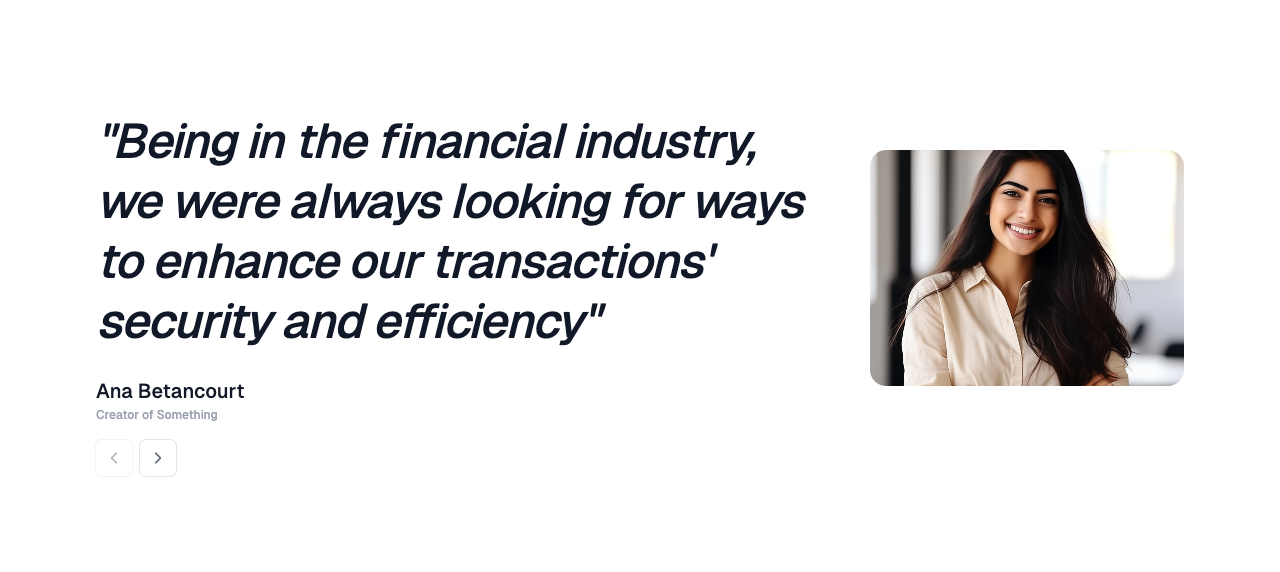 "Being in the financial industry,
we were always looking for ways
to enhance our transactions'
security and efficiency"
Ana Betancourt
Creator of Something